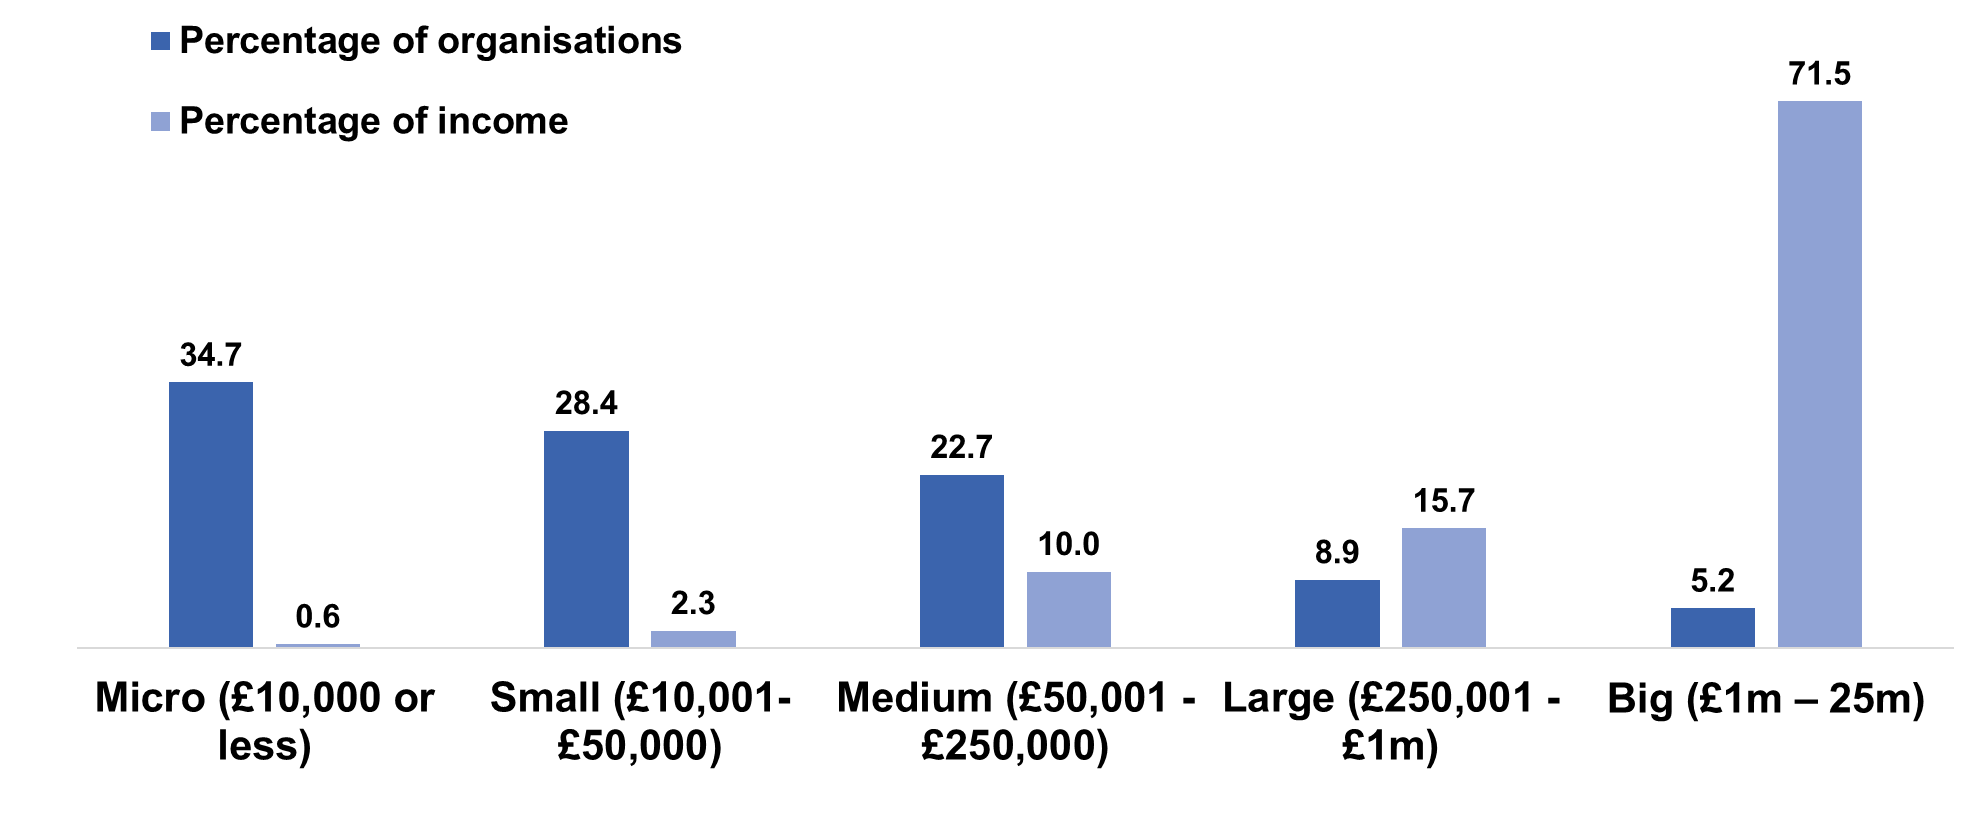 Percentage of organisations
Percentage of income
34.7
0.6
28.4
2.3
22.7
10.0
8.9
15.7
5.2
71.5
Micro (£10,000 or
less)
Small (£10,001-
£50,000)
Medium (£50,001 -
£250,000)
Large (£250,001 -
£1m)
Big (£1m – 25m)